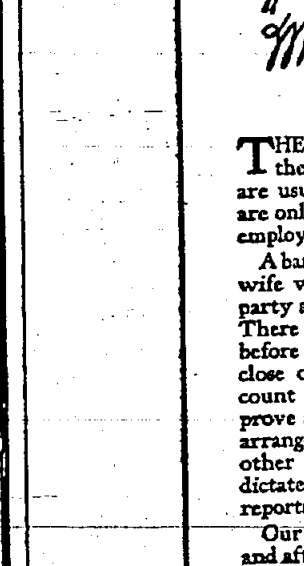 THE
the
are usu
are onl
employ
A ba
wife v
party a
There
before
close o
count
prove
arrang
other
dictate
report
Our
and aft